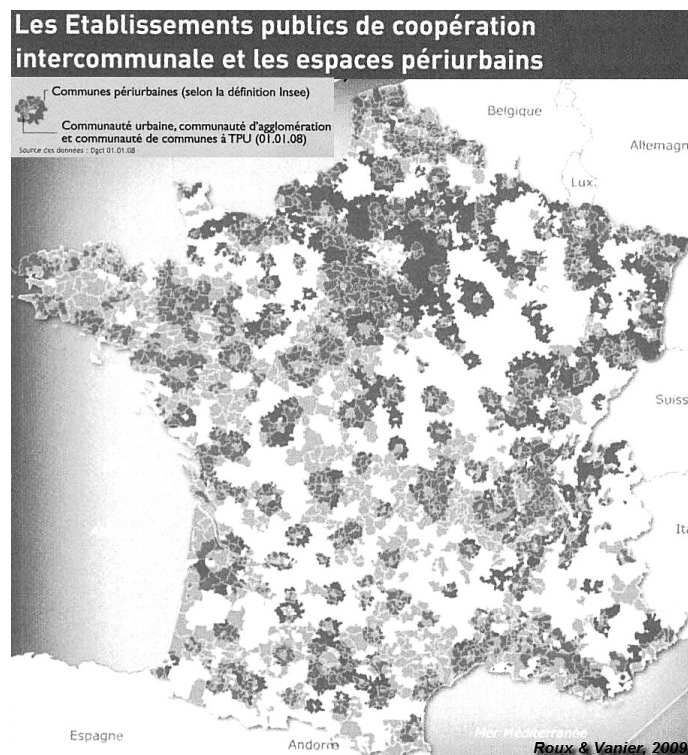 Les Etablissements publics de coopération
intercommunale et les espaces périurbains
Communes périurbaines (selon la définition Insee)
Communauté urbaine, communauté d'agglomération
et communauté de communes à TPU (01.01.08)
Source des données : Dgcl 01.01.08
Belgique
Allemagn
Lux.
Suiss
Ita
Mer Méditerranée
Espagne
Andorre
Roux & Vanier, 2008